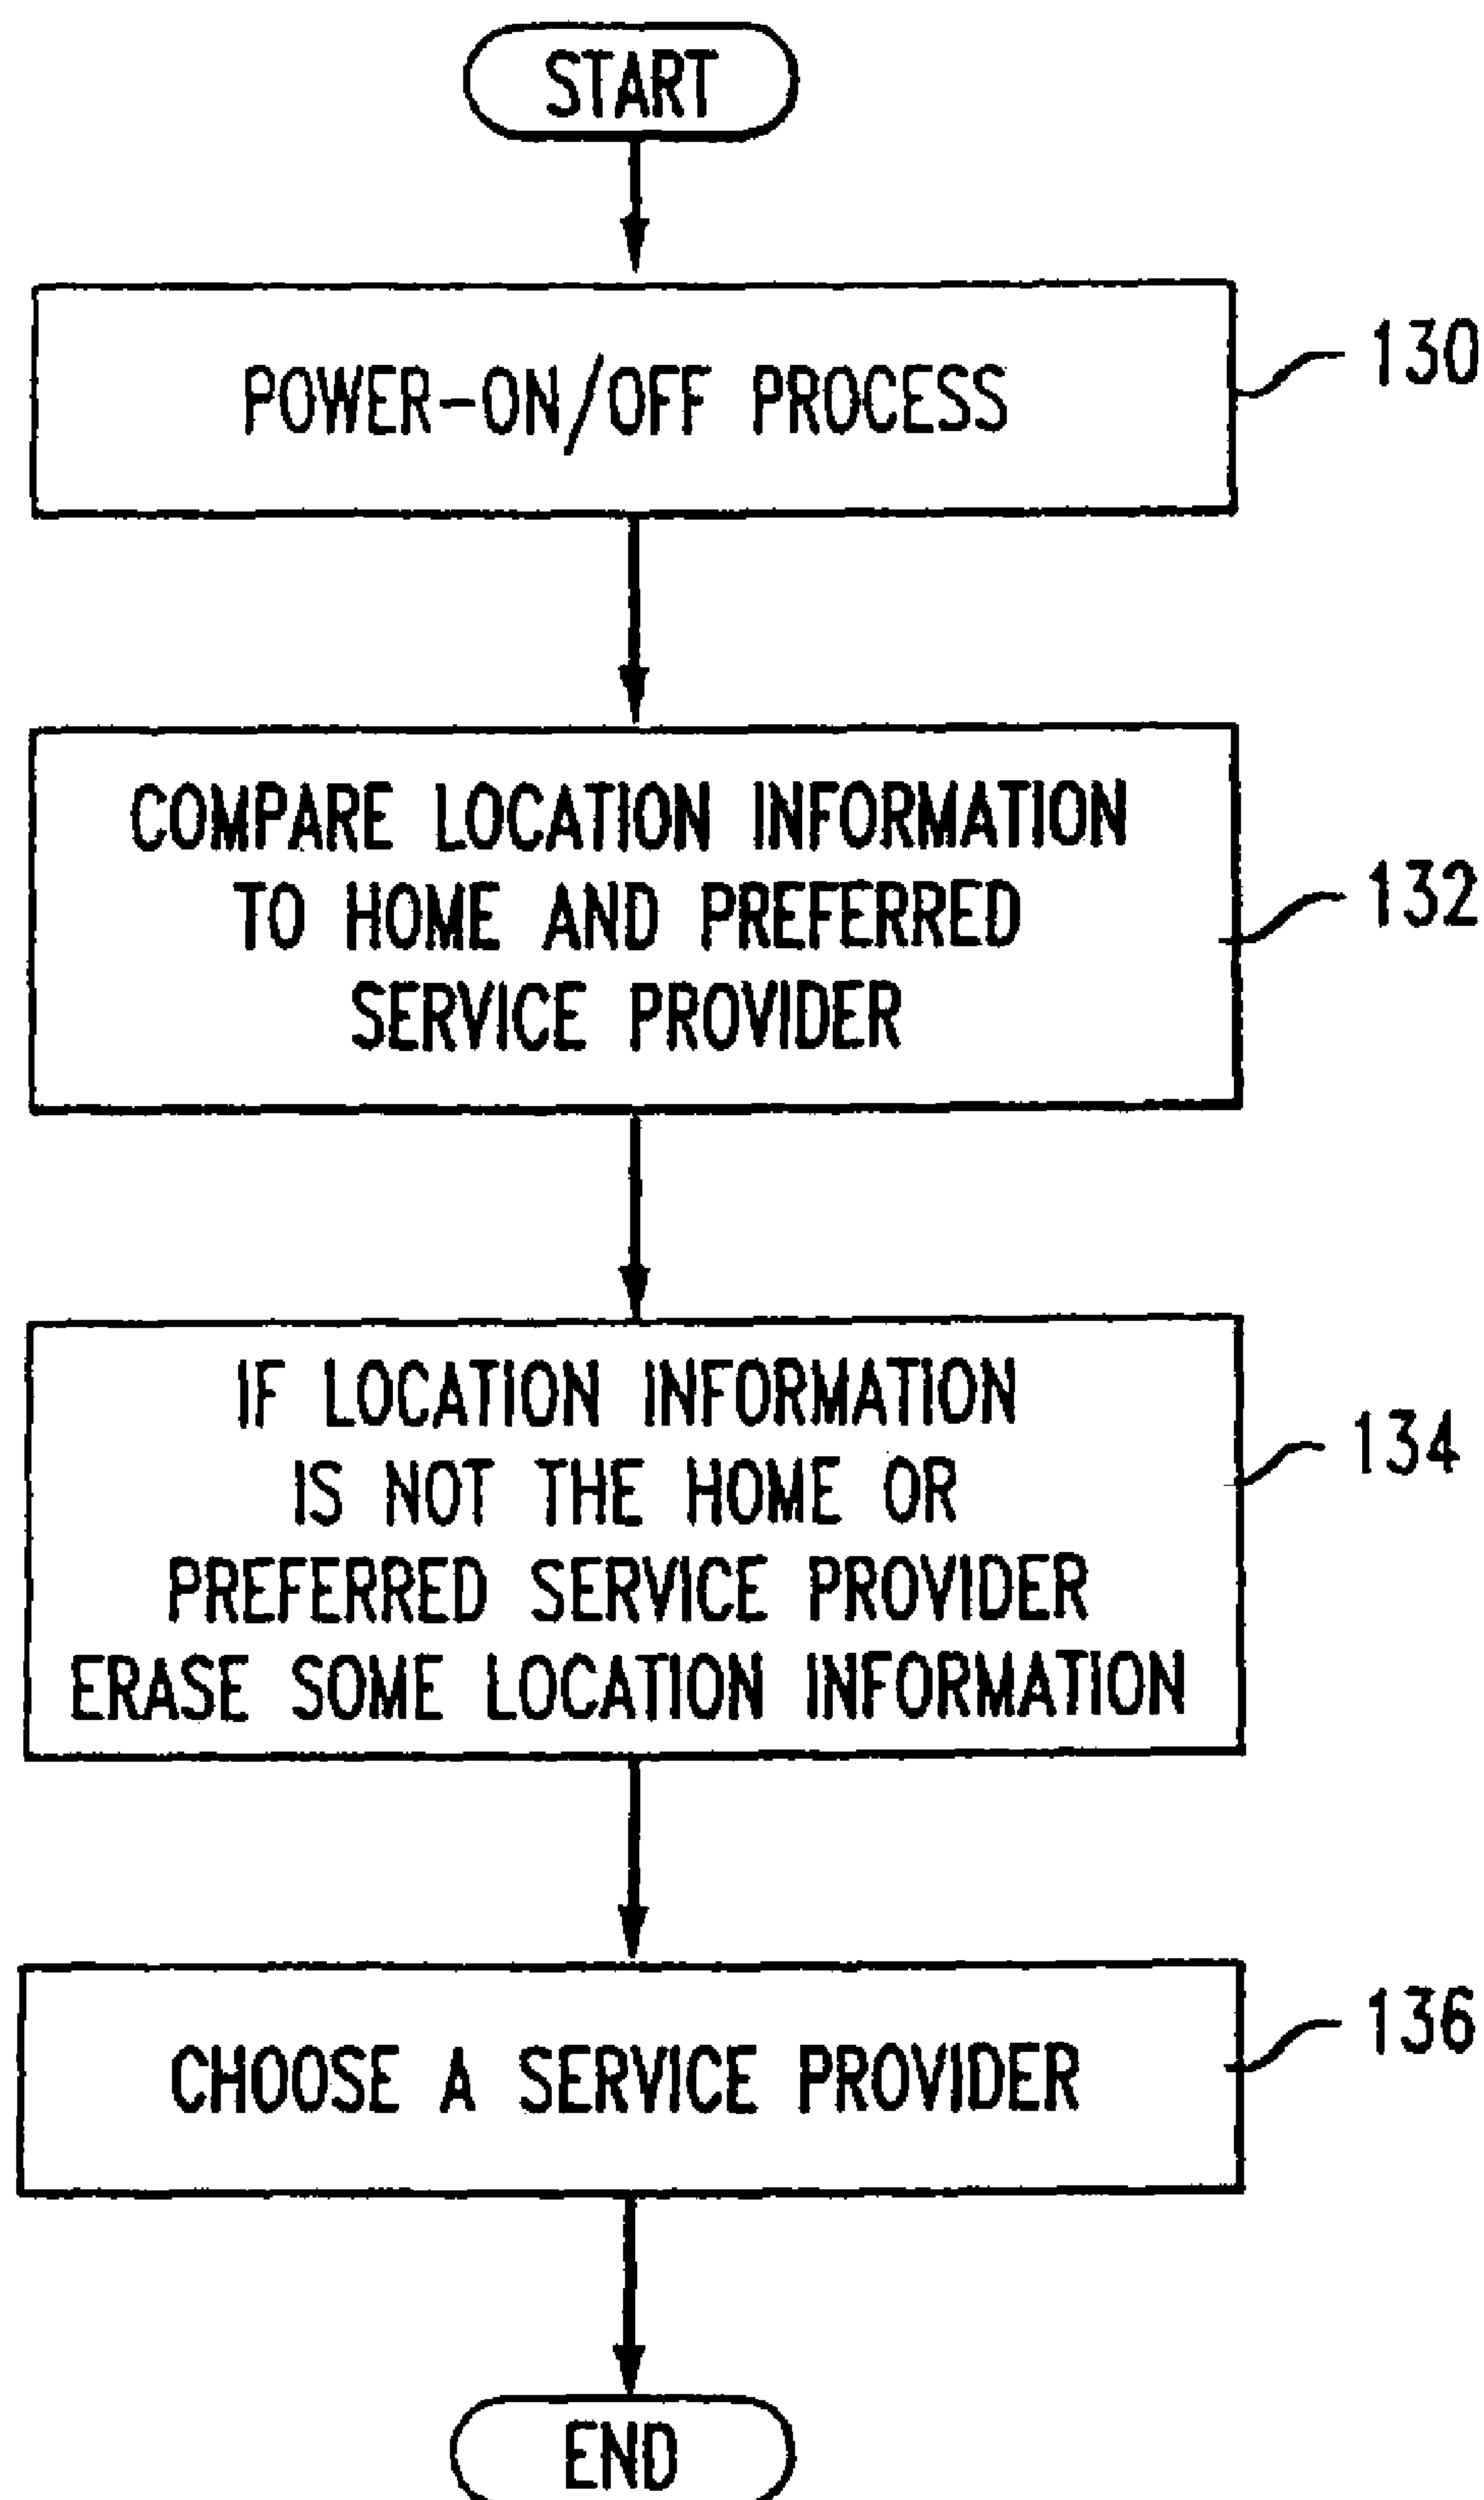 START
POWER-ON/OFF PROCESS
130
COMPARE LOCATION INFORMATION
TO HOME AND PREFERRED
SERVICE PROVIDER
132
IF LOCATION INFORMATION
IS NOT THE HOME OR
PREFERRED SERVICE PROVIDER
ERASE SOME LOCATION INFORMATION
134
CHOOSE A SERVICE PROVIDER
136
END